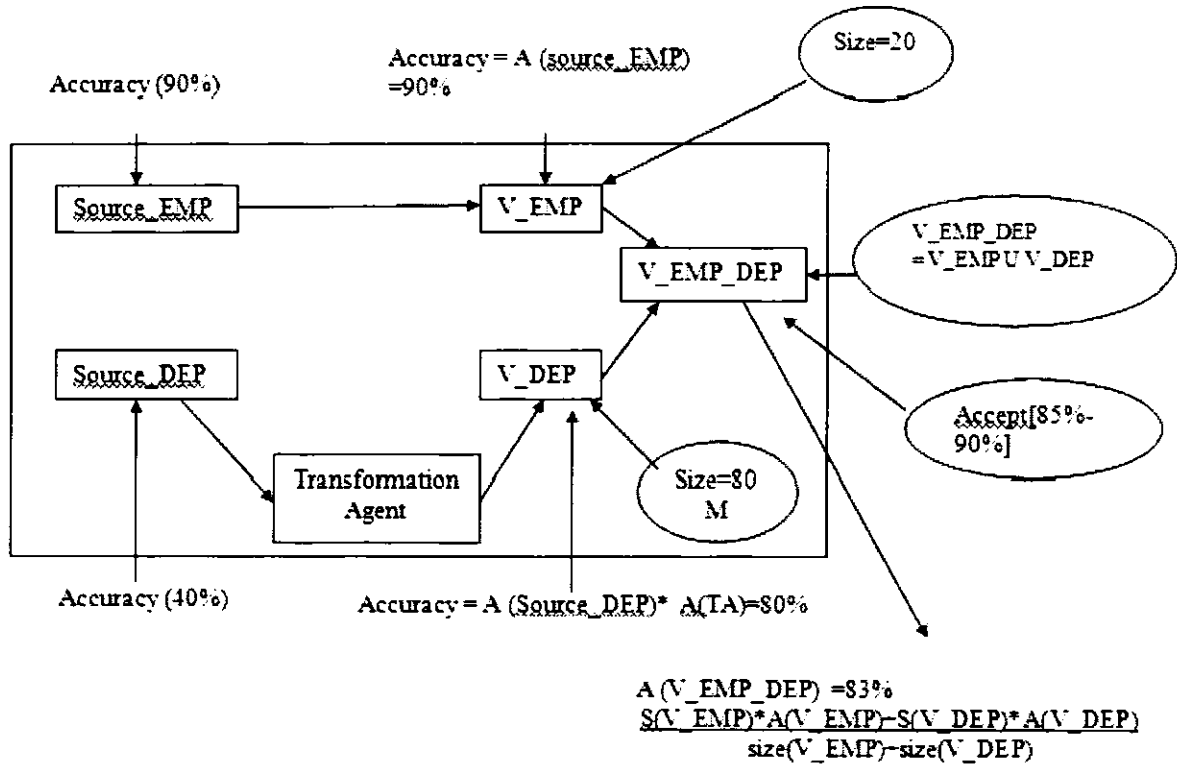 Accuracy (90%)
Accuracy = A (source_EMP)
=90%
Size=20
Source_EMP
V_EMP
V_EMP_DEP
V_EMP_DEP
=V_EMP U V_DEP
Source_DEP
V_DEP
Accept[85%-
90%]
Transformation
Agent
Size=80
M
Accuracy (40%)
Accuracy = A (Source_DEP)* A(TA)=80%
A (V_EMP_DEP) =83%
S(V_EMP)*A(V_EMP)-S(V_DEP)*A(V_DEP)
size(V_EMP)-size(V_DEP)